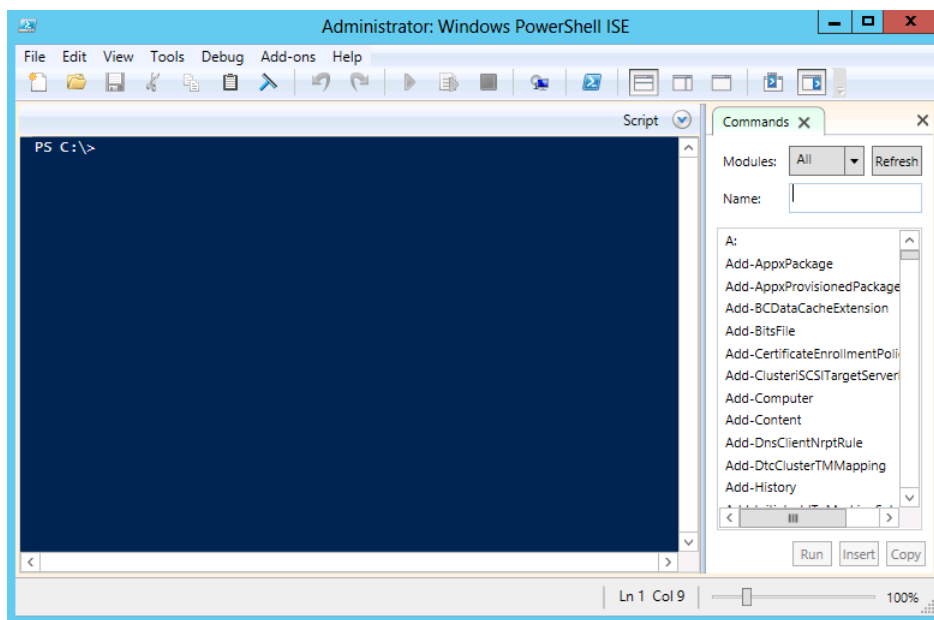 Administrator: Windows PowerShell ISE
File Edit View Tools Debug Add-ons Help
Script
PS C:\>
Commands
Modules: All Refresh
Name:
A:
Add-AppxPackage
Add-AppxProvisionedPackage
Add-BCDataCacheExtension
Add-BitsFile
Add-CertificateEnrollmentPoli
Add-ClusteriSCSITargetServer
Add-Computer
Add-Content
Add-DnsClientNrptRule
Add-DtcClusterTMMapping
Add-History
Run Insert Copy
Ln 1 Col 9 100%